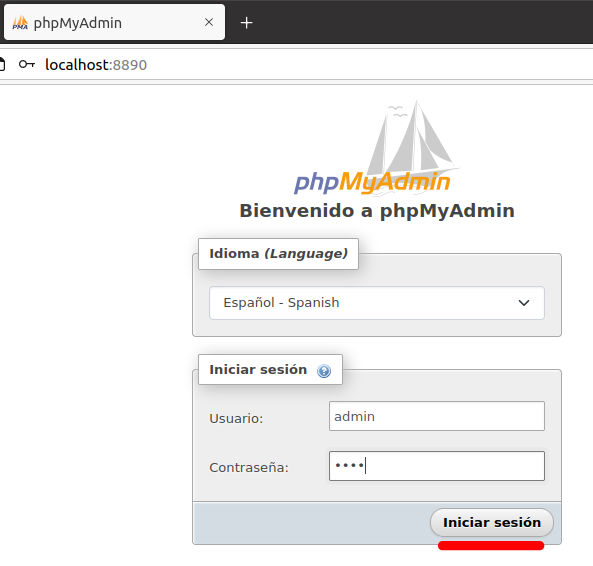 phpMyAdmin
localhost:8890
phpMyAdmin
Bienvenido a phpMyAdmin
Idioma (Language)
Español - Spanish
Iniciar sesión
Usuario: admin
Contraseña: ••••
Iniciar sesión